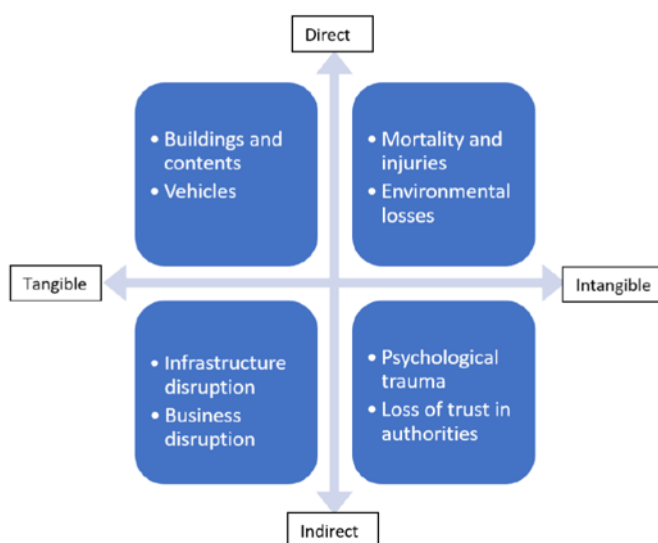 Direct
• Buildings and
contents
• Vehicles
• Mortality and
injuries
• Environmental
losses
Tangible
Intangible
• Infrastructure
disruption
• Business
disruption
• Psychological
trauma
• Loss of trust in
authorities
Indirect